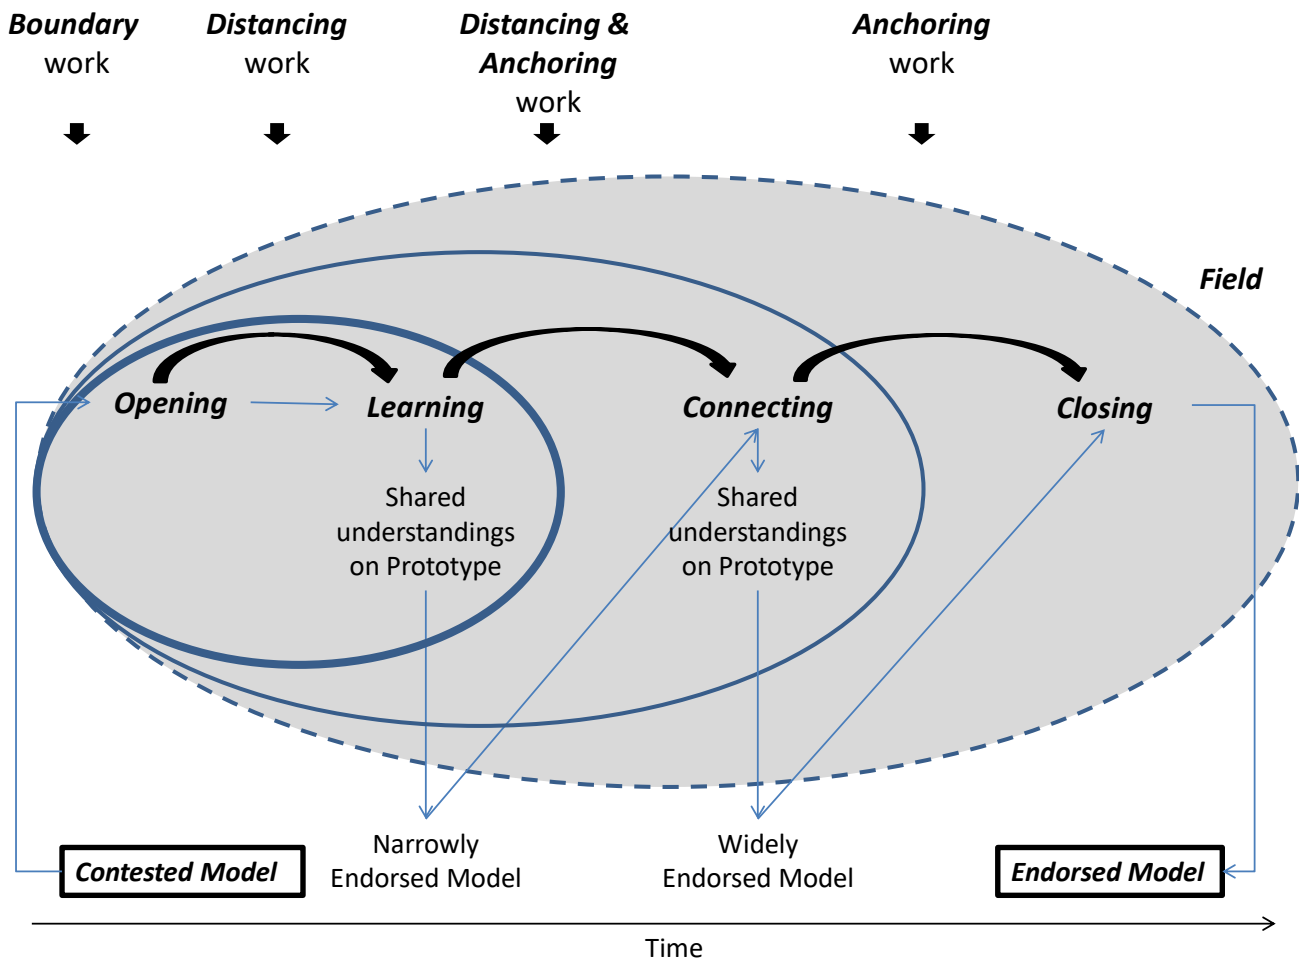 Boundary
work
Distancing
work
Distancing &
Anchoring
work
Anchoring
work
Field
Opening
Learning
Connecting
Closing
Shared
understandings
on Prototype
Shared
understandings
on Prototype
Contested Model
Narrowly
Endorsed Model
Widely
Endorsed Model
Endorsed Model
Time